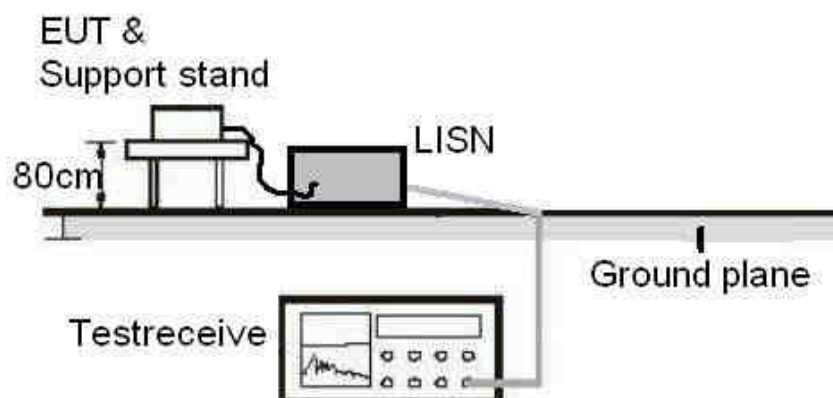 EUT &
Support stand
LISN
80cm
Ground plane
Testreceive